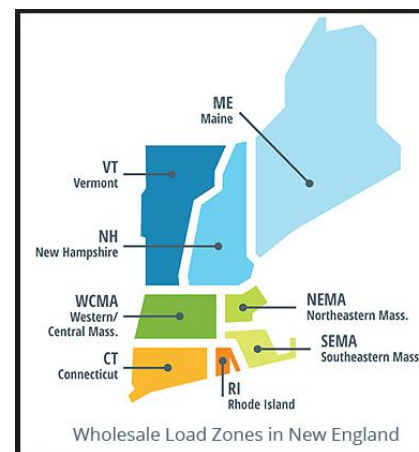 ME
Maine
VT
Vermont
NH
New Hampshire
WCMA
Western/
Central Mass.
NEMA
Northeastern Mass.
SEMA
Southeastern Mass
CT
Connecticut
RI
Rhode Island
Wholesale Load Zones in New England